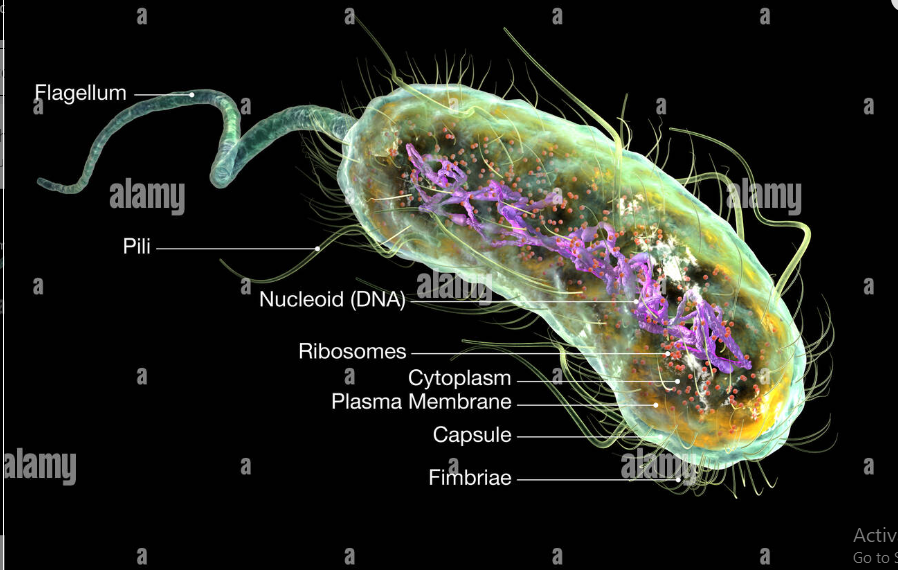 a a a a
Flagellum
a a a a
alamy alamy
Pili
a a alamy a
Nucleoid (DNA)
Ribosomes
Cytoplasm
a a a a
Plasma Membrane
Capsule
alamy a a alamy a
Fimbriae
Activ
Go to S
a a a a